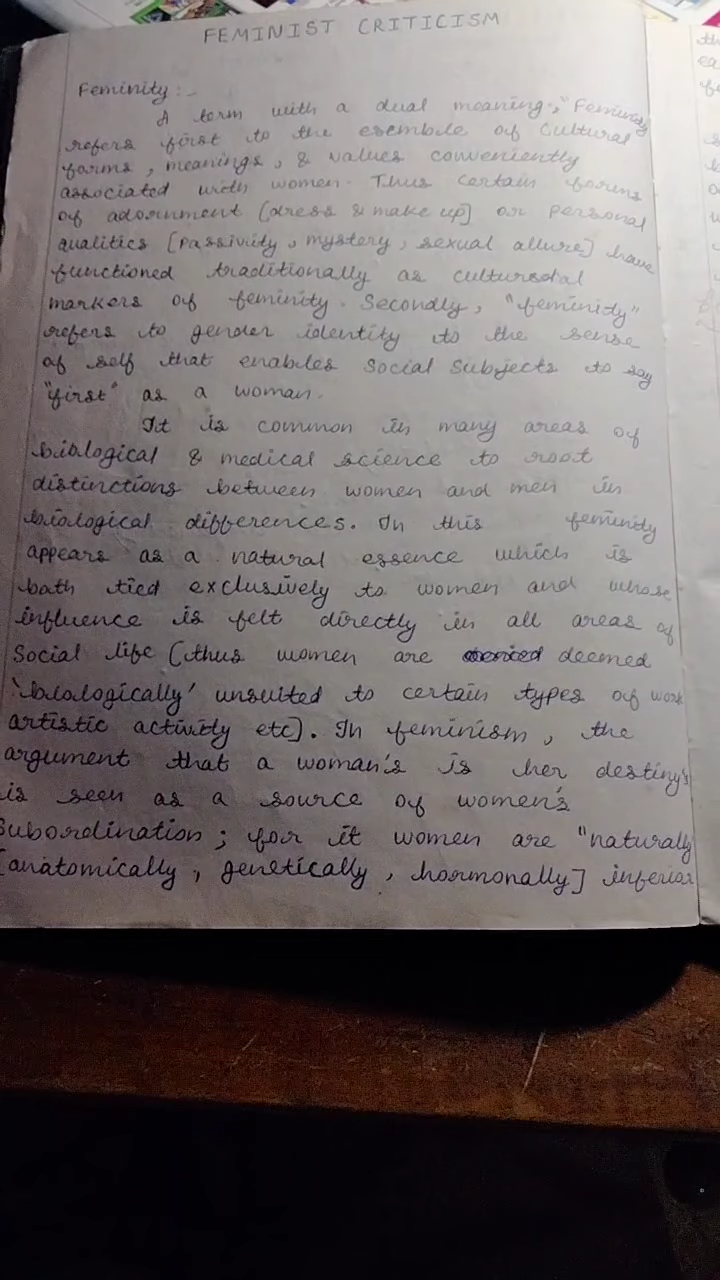 FEMINIST CRITICISM
Feminity :-
A term with a dual meaning, "Feminity
refers first to the esemble of Cultural
forms, meanings, & values conveniently
associated with women. Thus certain forms
of adornment [dress & make up] or personal
qualities [passivity, mystery, sexual allure] have
functioned traditionally as cultursdal
markers of feminity. Secondly, "feminity"
refers to gender identity to the sense
of self that enables social subjects to say
"first" as a woman.
It is common in many areas of
biological & medical science to root
distinctions between women and men in
biological differences. In this feminity
appears as a natural essence which is
bath tied exclusively to women and whose
influence is felt directly in all areas of
Social life (thus women are deemed
'biologically' unsuited to certain types of work
artistic activity etc]. In feminism, the
argument that a woman's is her destiny's
is seen as a source of women's
Subordination; for it women are "naturally
[anatomically, genetically, hormonally] inferior
th
ea